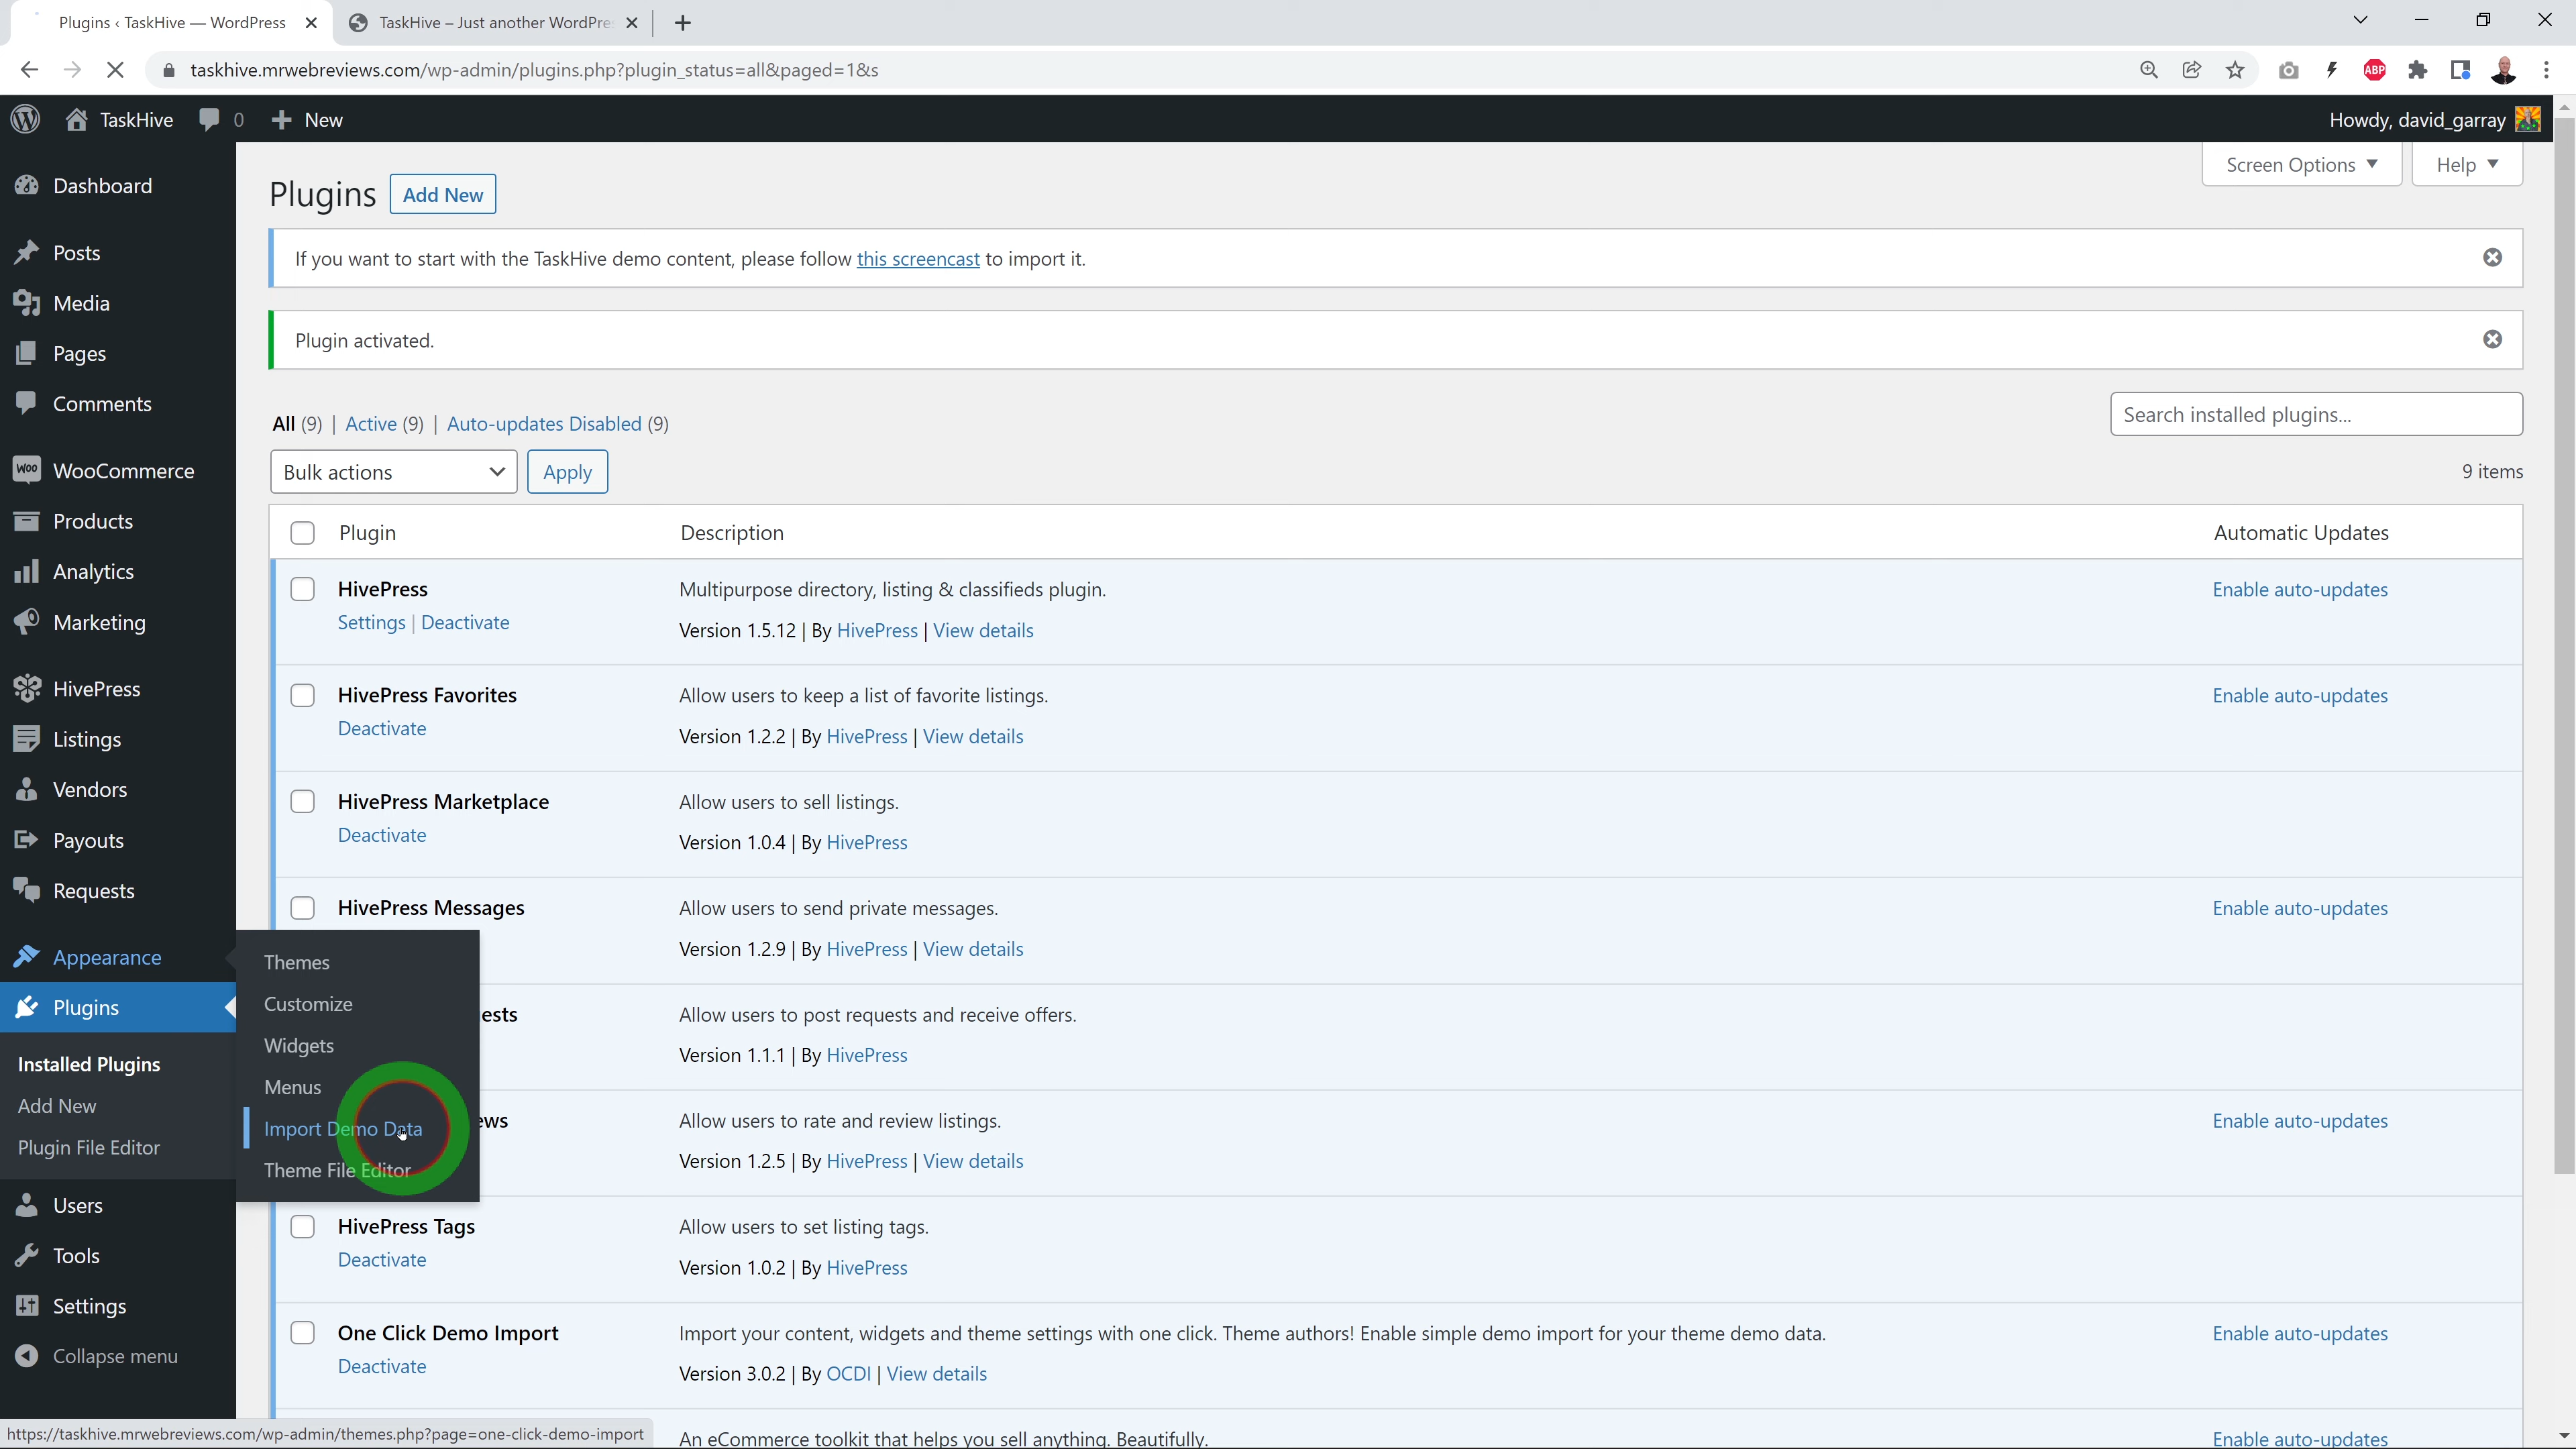 Plugins ‹ TaskHive — WordPress
TaskHive – Just another WordPre
taskhive.mrwebreviews.com/wp-admin/plugins.php?plugin_status=all&paged=1&s
ABP
TaskHive
0
New
Howdy, david_garray
Dashboard
Posts
Media
Pages
Comments
Woo WooCommerce
Products
Analytics
Marketing
HivePress
Listings
Vendors
Payouts
Requests
Appearance
Plugins
Installed Plugins
Add New
Plugin File Editor
Users
Tools
Settings
Collapse menu
Themes
Customize
Widgets
Menus
Import Demo Data
Theme File Editor
Screen Options
Help
Plugins
Add New
If you want to start with the TaskHive demo content, please follow this screencast to import it.
Plugin activated.
All (9) | Active (9) | Auto-updates Disabled (9)
Search installed plugins...
Bulk actions
Apply
9 items
Plugin Description Automatic Updates
HivePress
Settings | Deactivate
Multipurpose directory, listing & classifieds plugin.
Version 1.5.12 | By HivePress | View details
Enable auto-updates
HivePress Favorites
Deactivate
Allow users to keep a list of favorite listings.
Version 1.2.2 | By HivePress | View details
Enable auto-updates
HivePress Marketplace
Deactivate
Allow users to sell listings.
Version 1.0.4 | By HivePress
HivePress Messages
Allow users to send private messages.
Version 1.2.9 | By HivePress | View details
Enable auto-updates
ests
Allow users to post requests and receive offers.
Version 1.1.1 | By HivePress
ews
Allow users to rate and review listings.
Version 1.2.5 | By HivePress | View details
Enable auto-updates
HivePress Tags
Deactivate
Allow users to set listing tags.
Version 1.0.2 | By HivePress
One Click Demo Import
Deactivate
Import your content, widgets and theme settings with one click. Theme authors! Enable simple demo import for your theme demo data.
Version 3.0.2 | By OCDI | View details
Enable auto-updates
An eCommerce toolkit that helps you sell anything. Beautifully.
Enable auto-updates
https://taskhive.mrwebreviews.com/wp-admin/themes.php?page=one-click-demo-import